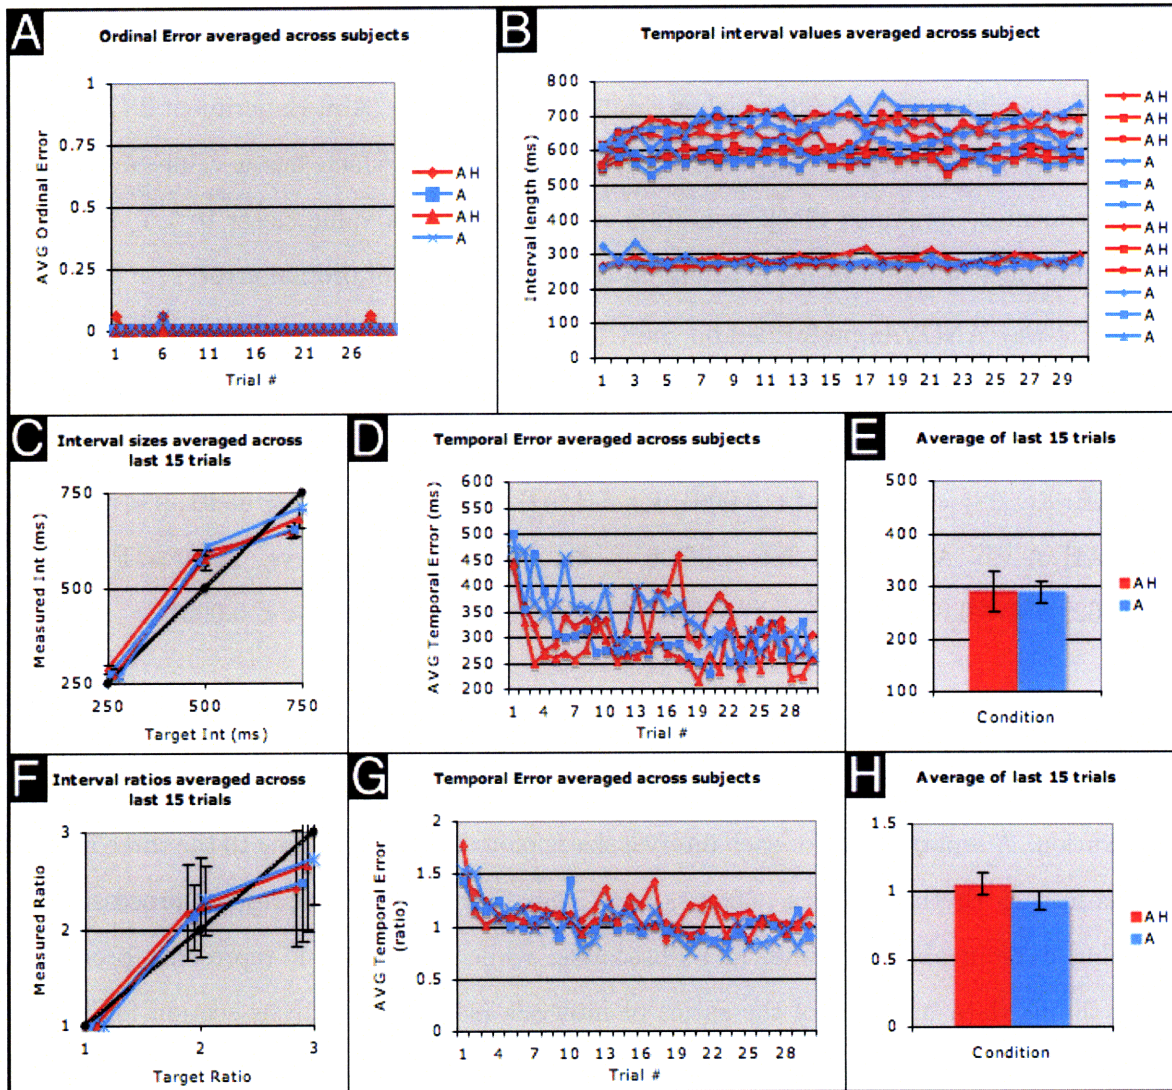 A
Ordinal Error averaged across subjects
AVG Ordinal Error
1
0.75
0.5
0.25
0
1 6 11 16 21 26
Trial #
AH
A
AH
A
B
Temporal interval values averaged across subject
Interval length (ms)
800
700
600
500
400
300
200
100
0
1 3 5 7 9 11 13 15 17 19 21 23 25 27 29
AH
AH
AH
A
A
A
AH
AH
AH
A
A
A
C
Interval sizes averaged across
last 15 trials
Measured Int (ms)
750
500
250
250 500 750
Target Int (ms)
D
Temporal Error averaged across subjects
AVG Temporal Error (ms)
600
550
500
450
400
350
300
250
200
1 4 7 10 13 16 19 22 25 28
Trial #
E
Average of last 15 trials
500
400
300
200
100
Condition
AH
A
F
Interval ratios averaged across
last 15 trials
Measured Ratio
3
2
1
1 2 3
Target Ratio
G
Temporal Error averaged across subjects
AVG Temporal Error
(ratio)
2
1.5
1
0.5
0
1 4 7 10 13 16 19 22 25 28
Trial #
H
Average of last 15 trials
1.5
1
0.5
0
Condition
AH
A